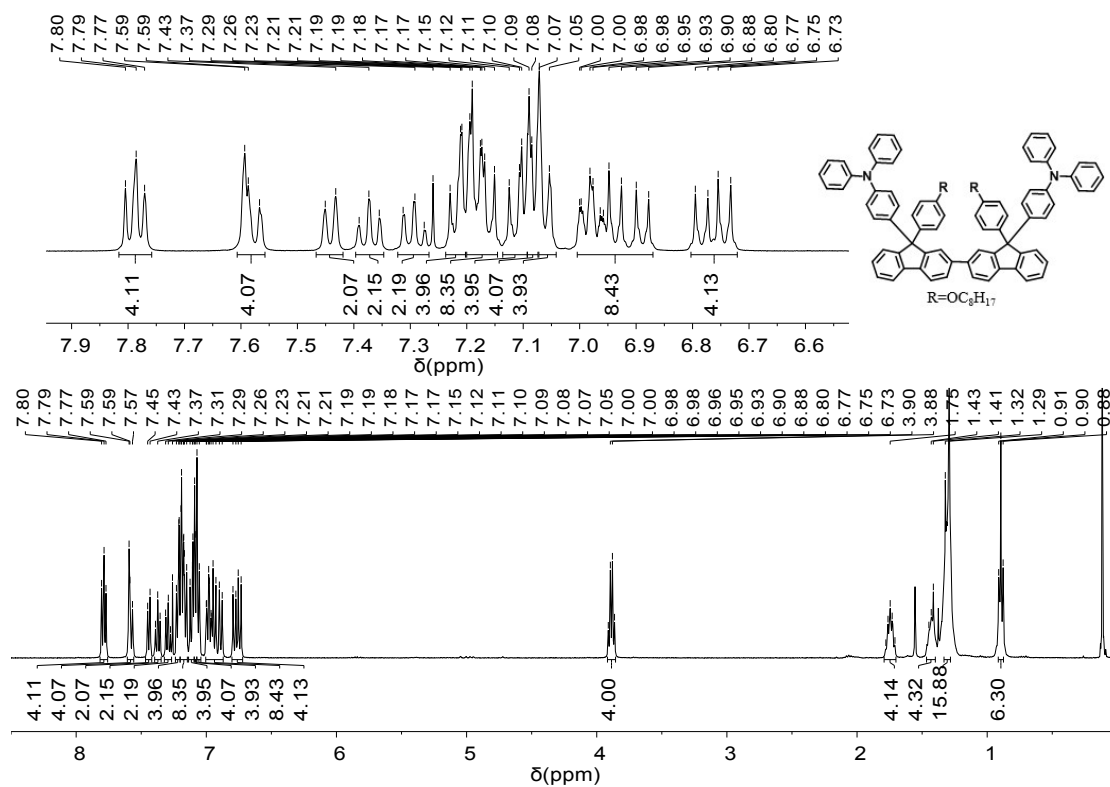 7.80 7.79 7.77 7.59 7.59 7.43 7.37 7.29 7.26 7.23 7.21 7.21 7.19 7.19 7.18 7.17 7.17 7.15 7.12 7.11 7.10 7.09 7.08 7.07 7.05 7.00 7.00 6.98 6.98 6.95 6.93 6.90 6.88 6.80 6.77 6.75 6.73
N
N
R
R
R=OC8H17
4.11 4.07 2.07 2.15 2.19 3.96 8.35 3.95 4.07 3.93 8.43 4.13
7.9 7.8 7.7 7.6 7.5 7.4 7.3 7.2 7.1 7.0 6.9 6.8 6.7 6.6
δ(ppm)
7.80 7.79 7.77 7.59 7.59 7.57 7.45 7.43 7.37 7.31 7.29 7.26 7.23 7.21 7.21 7.19 7.19 7.18 7.17 7.17 7.15 7.12 7.11 7.10 7.09 7.08 7.07 7.05 7.00 7.00 6.98 6.98 6.96 6.95 6.93 6.90 6.88 6.80 6.77 6.75 6.73 3.90 3.88 1.75 1.43 1.41 1.32 1.29 0.91 0.90 0.88
4.11 4.07 2.07 2.15 2.19 3.96 8.35 3.95 4.07 3.93 8.43 4.13 4.00 4.14 4.32 15.88 6.30
8 7 6 5 4 3 2 1
δ(ppm)